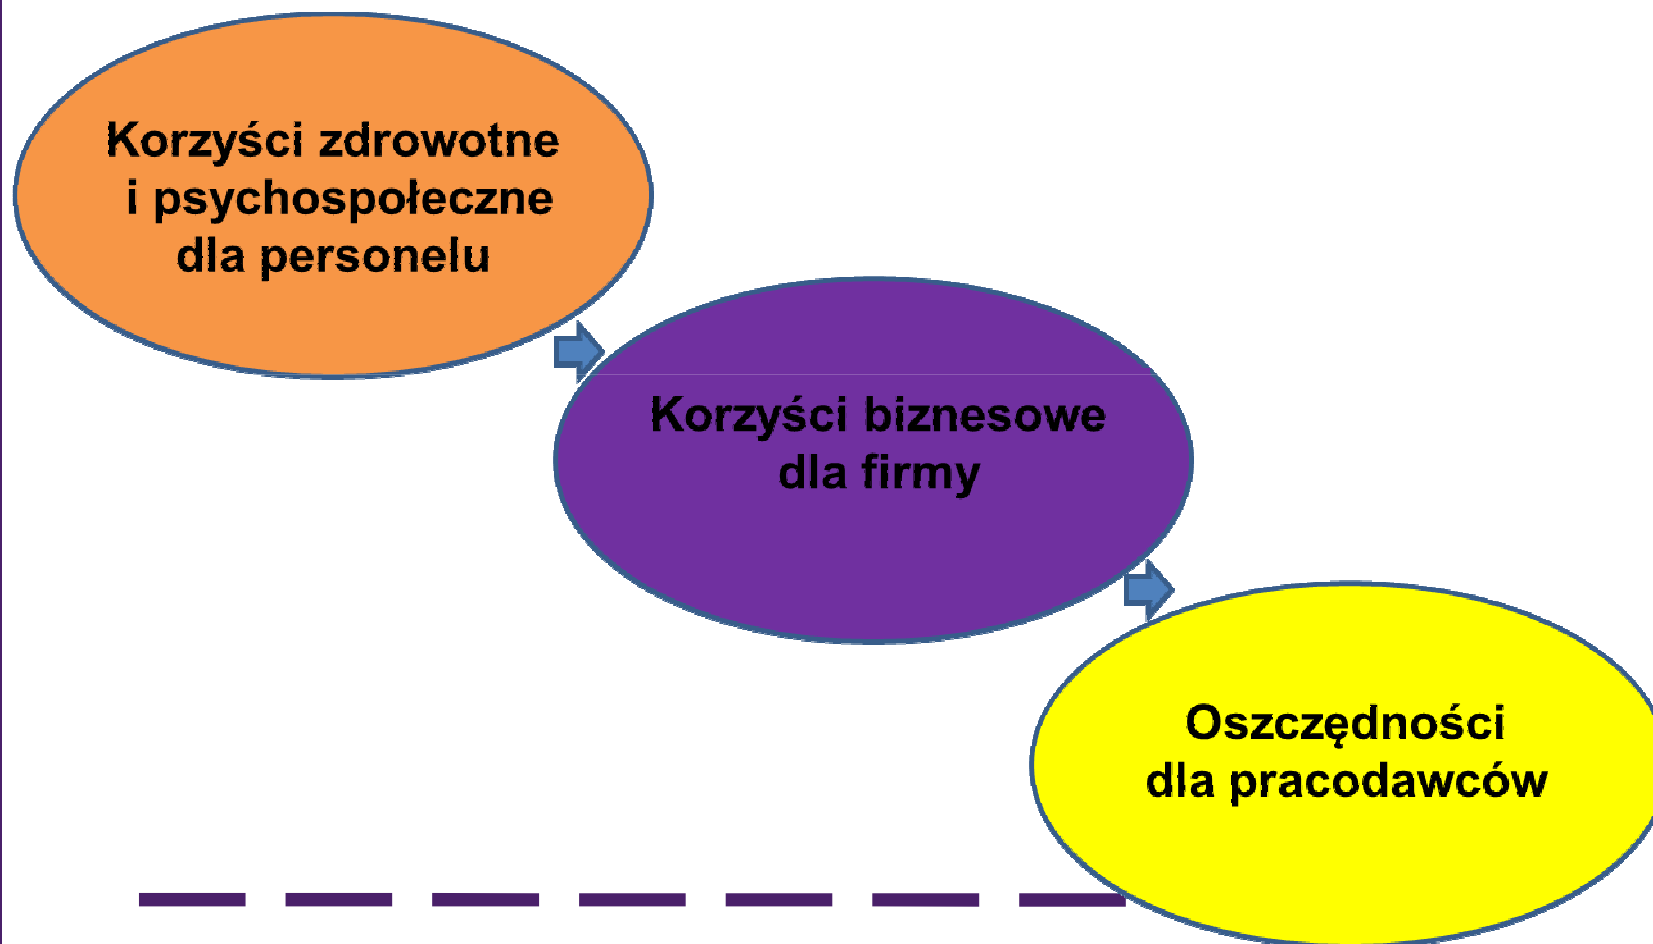 Korzyści zdrowotne
i psychospołeczne
dla personelu
Korzyści biznesowe
dla firmy
Oszczędności
dla pracodawców